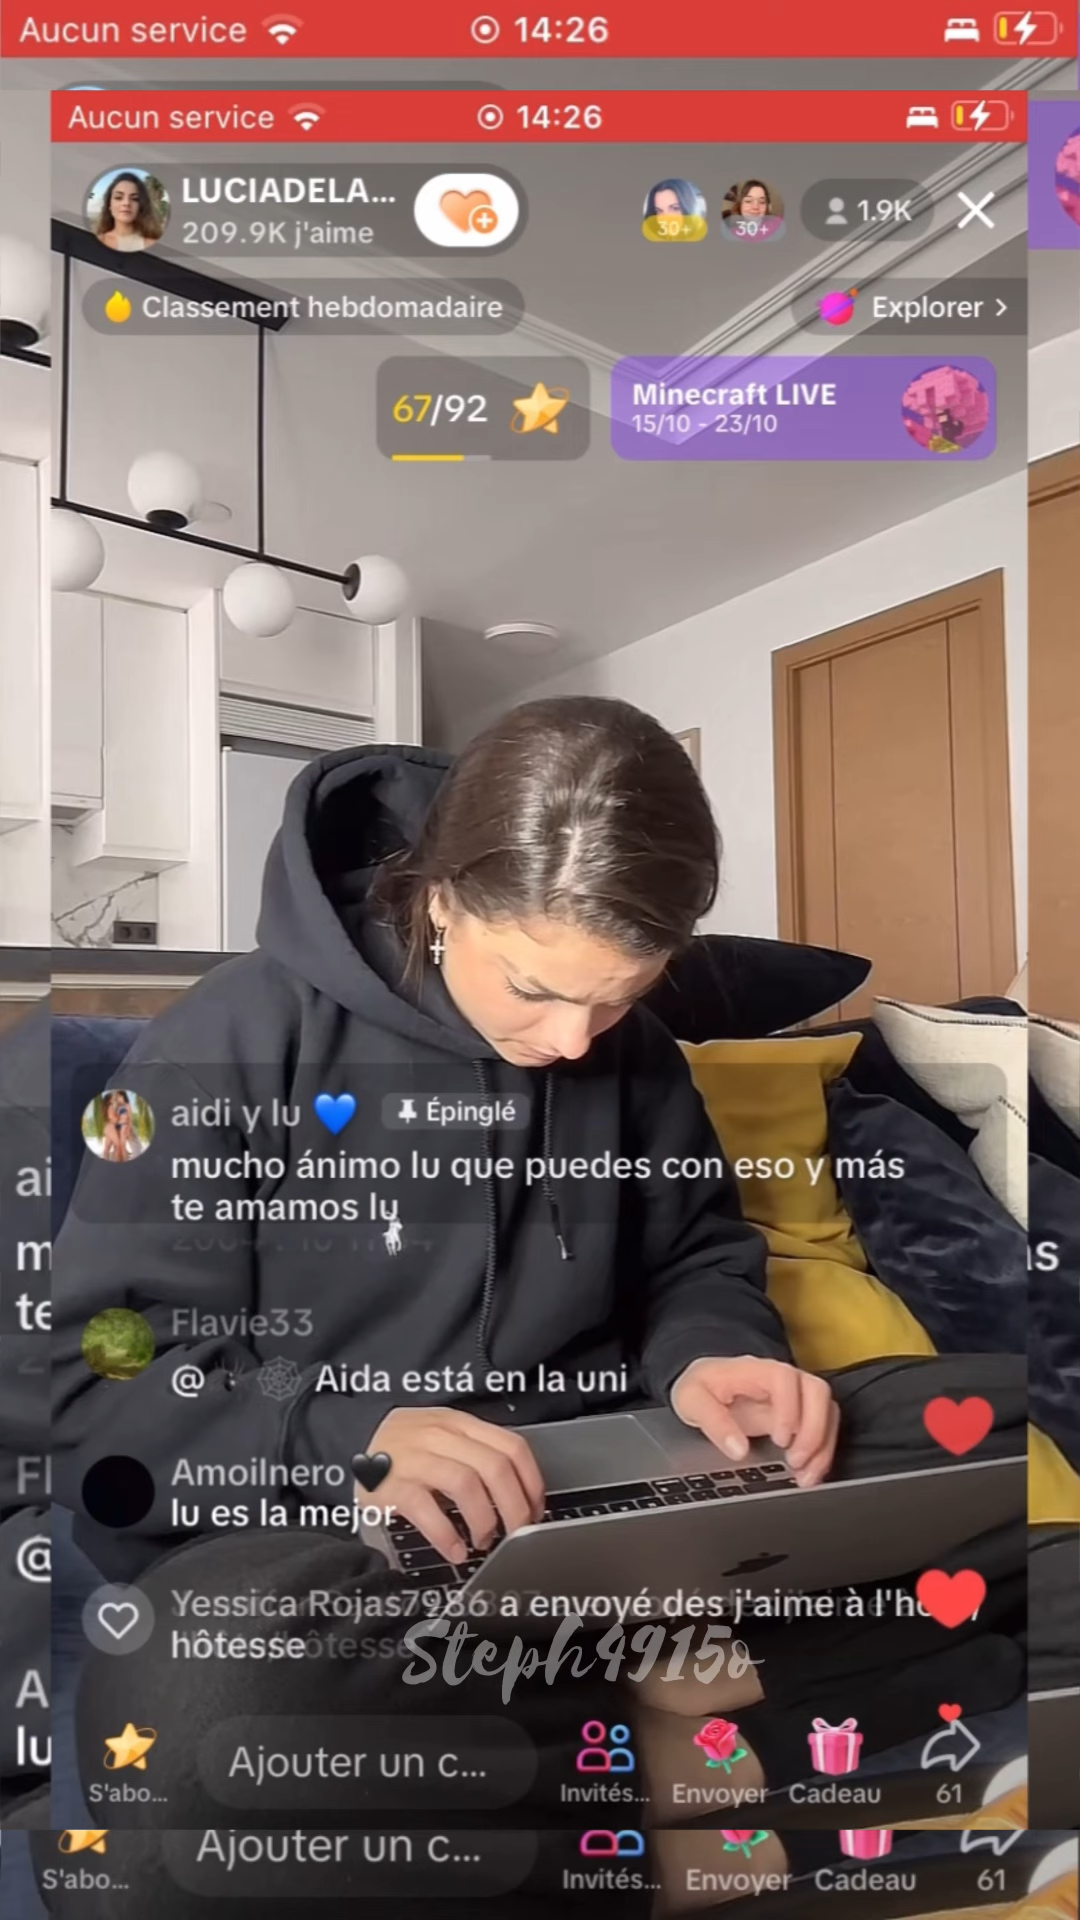 Aucun service 14:26
Aucun service 14:26
LUCIADELA...
209.9K j'aime
30+ 30+ 1.9K
Classement hebdomadaire
Explorer >
67/92
Minecraft LIVE
15/10 - 23/10
aidi y lu 💙 Épinglé
mucho ánimo lu que puedes con eso y más
te amamos lu
Flavie33
@🕷🕸 Aida está en la uni
Amoilnero🖤
lu es la mejor
Yessica Rojas7986 a envoyé des j'aime à l'
hôtesse
Steph4915o
S'abo... Ajouter un c... Invités... Envoyer Cadeau 61
S'abo... Ajouter un c... Invités... Envoyer Cadeau 61